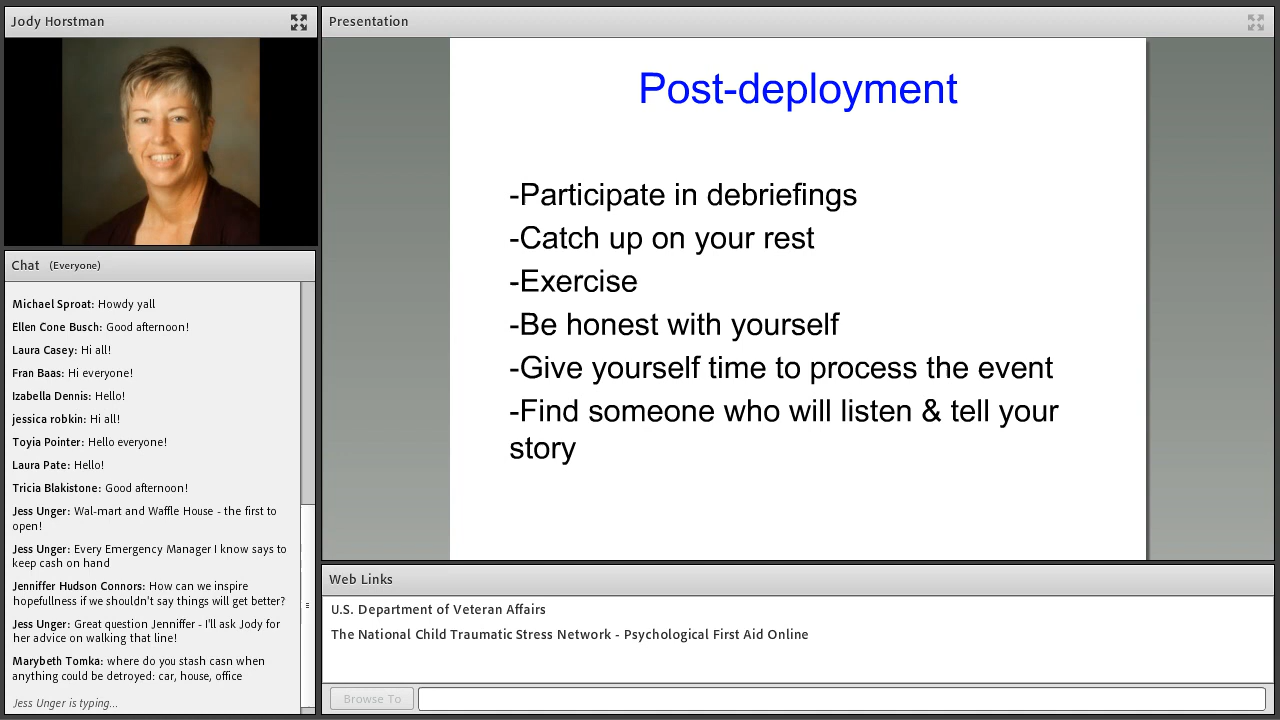 Jody Horstman
Chat (Everyone)
Michael Sproat: Howdy yall
Ellen Cone Busch: Good afternoon!
Laura Casey: Hi all!
Fran Baas: Hi everyone!
Izabella Dennis: Hello!
jessica robkin: Hi all!
Toyia Pointer: Hello everyone!
Laura Pate: Hello!
Tricia Blakistone: Good afternoon!
Jess Unger: Wal-mart and Waffle House - the first to
open!
Jess Unger: Every Emergency Manager I know says to
keep cash on hand
Jenniffer Hudson Connors: How can we inspire
hopefullness if we shouldn't say things will get better?
Jess Unger: Great question Jenniffer - I'll ask Jody for
her advice on walking that line!
Marybeth Tomka: where do you stash casn when
anything could be detroyed: car, house, office
Jess Unger is typing...
Presentation
Post-deployment
-Participate in debriefings
-Catch up on your rest
-Exercise
-Be honest with yourself
-Give yourself time to process the event
-Find someone who will listen & tell your
story
Web Links
U.S. Department of Veteran Affairs
The National Child Traumatic Stress Network - Psychological First Aid Online
Browse To